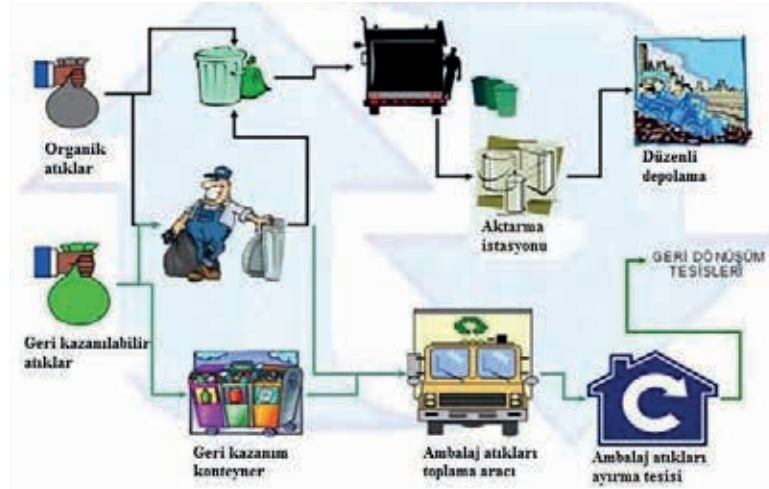 Organik
atıklar
Düzenli
depolama
Aktarma
istasyonu
GERİ DÖNÜŞÜM
TESİSLERİ
Geri kazanılabilir
atıklar
Geri kazanım
konteyner
Ambalaj atıkları
toplama aracı
Ambalaj atıkları
ayırma tesisi